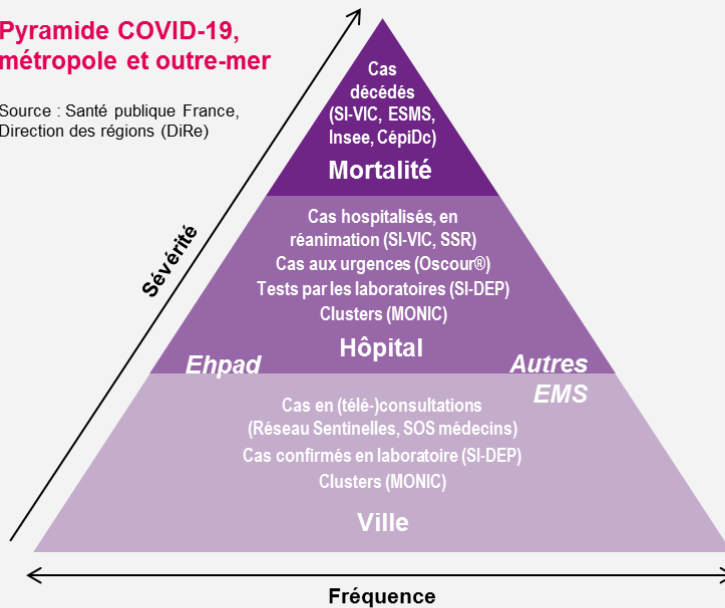 Pyramide COVID-19,
métropole et outre-mer
Source : Santé publique France,
Direction des régions (DiRe)
Cas
décédés
(SI-VIC, ESMS,
Insee, CépiDc)
Mortalité
Sévérité
Cas hospitalisés, en
réanimation (SI-VIC, SSR)
Cas aux urgences (Oscour®)
Tests par les laboratoires (SI-DEP)
Clusters (MONIC)
Hôpital
Ehpad
Autres
EMS
Cas en (télé-)consultations
(Réseau Sentinelles, SOS médecins)
Cas confirmés en laboratoire (SI-DEP)
Clusters (MONIC)
Ville
Fréquence